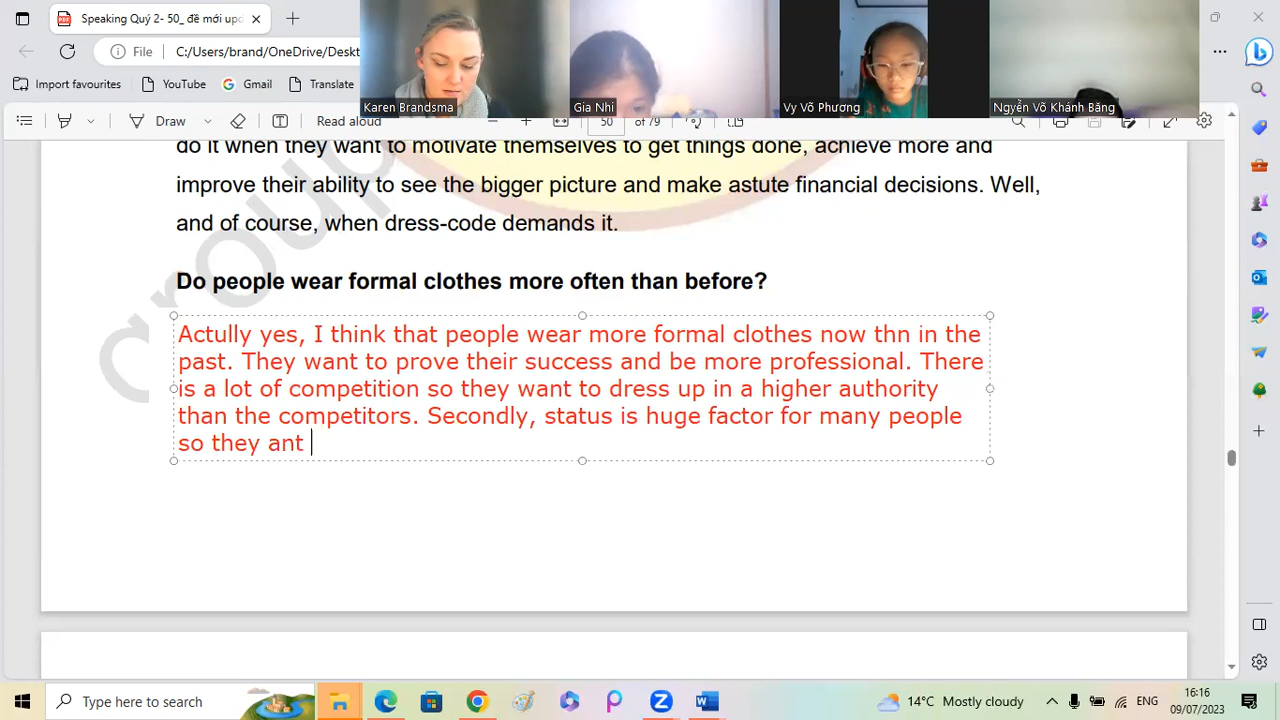 Speaking Quý 2- 50_ đề mới upd
File
C:/Users/brand/OneDrive/Deskt
Import favourites
YouTube
Gmail
Translate
Karen Brandsma
Gia Nhi
Vy Võ Phương
Nguyễn Võ Khánh Băng
Draw
Read aloud
50
of 79
do it when they want to motivate themselves to get things done, achieve more and
improve their ability to see the bigger picture and make astute financial decisions. Well,
and of course, when dress-code demands it.
Do people wear formal clothes more often than before?
Actully yes, I think that people wear more formal clothes now thn in the
past. They want to prove their success and be more professional. There
is a lot of competition so they want to dress up in a higher authority
than the competitors. Secondly, status is huge factor for many people
so they ant
group
Type here to search
14°C Mostly cloudy
ENG
16:16
09/07/2023